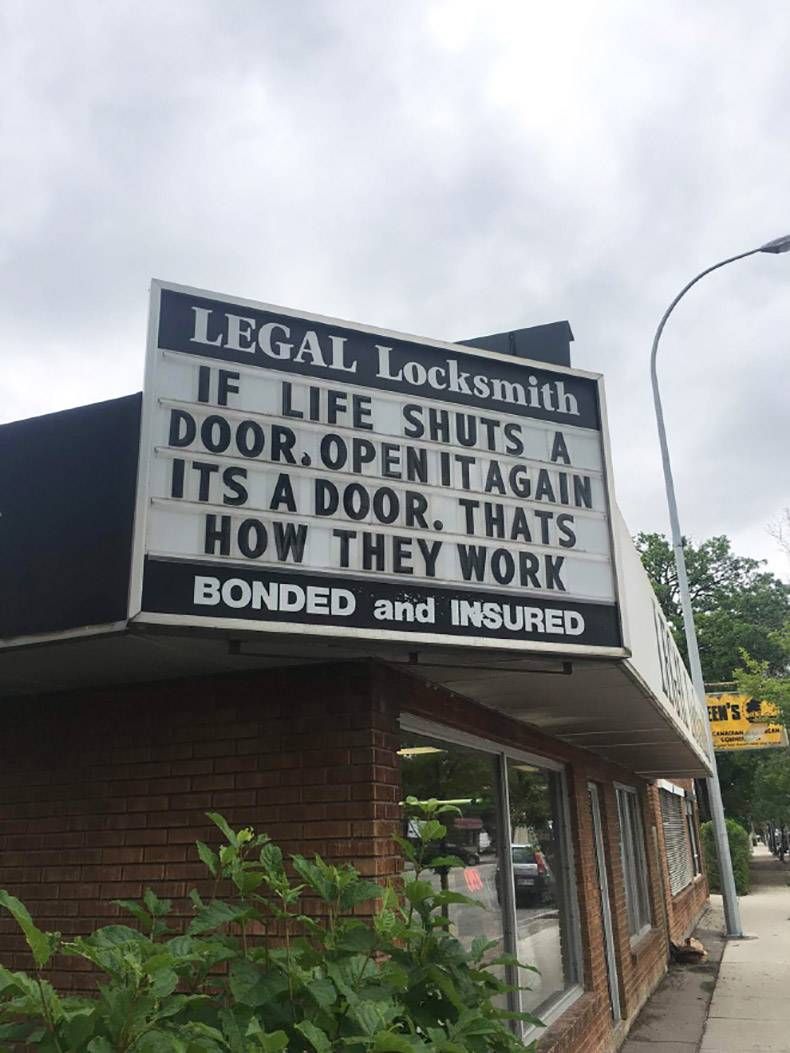 LEGAL Locksmith
IF LIFE SHUTS A
DOOR. OPEN IT AGAIN
ITS A DOOR. THATS
HOW THEY WORK
BONDED and INSURED